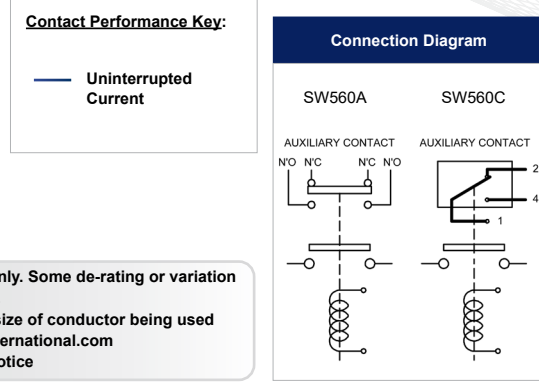 Contact Performance Key:
Uninterrupted
Current
Connection Diagram
SW560A
SW560C
AUXILIARY CONTACT
AUXILIARY CONTACT
N'O N'C N'C N'O
2
4
1
only. Some de-rating or variation
size of conductor being used
ernational.com
otice